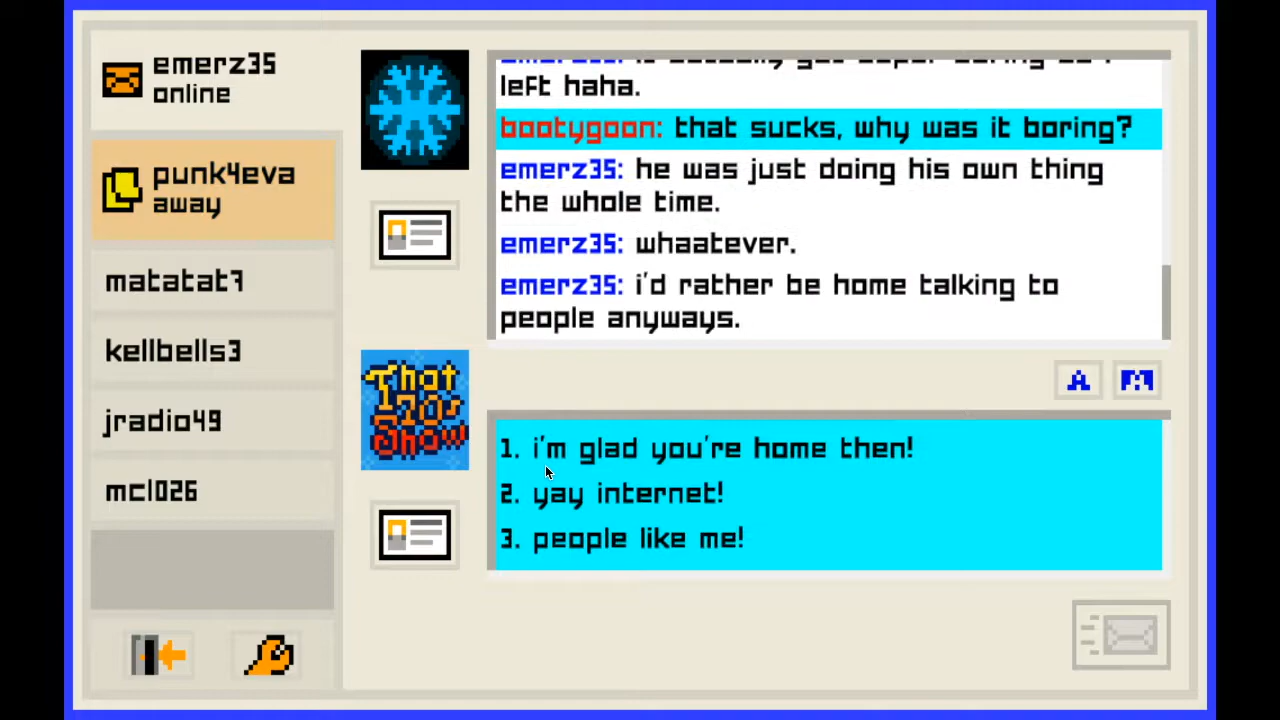 emerz35
online
punk4eva
away
matatat7
kellbells3
jradio49
mcl026
left haha.
bootygoon: that sucks, why was it boring?
emerz35: he was just doing his own thing
the whole time.
emerz35: whaatever.
emerz35: i'd rather be home talking to
people anyways.
That
70s
Show
A
1. i'm glad you're home then!
2. yay internet!
3. people like me!